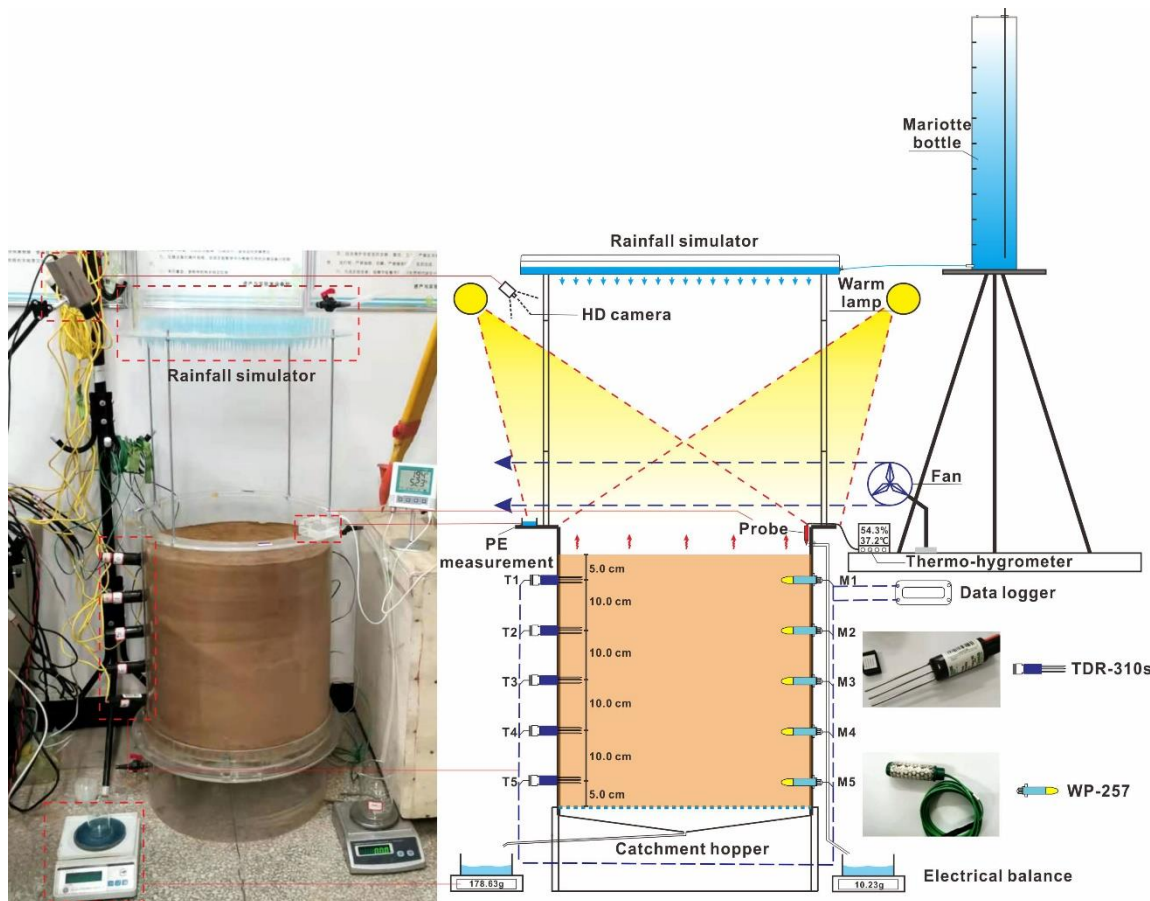 Mariotte
bottle
Rainfall simulator
Warm
lamp
HD camera
Rainfall simulator
Fan
Probe
54.3%
37.2℃
PE
measurement
Thermo-hygrometer
5.0 cm
T1
M1
Data logger
10.0 cm
T2
M2
10.0 cm
T3
M3
TDR-310s
10.0 cm
T4
M4
10.0 cm
T5
M5
WP-257
5.0 cm
Catchment hopper
178.63g
10.23g
Electrical balance